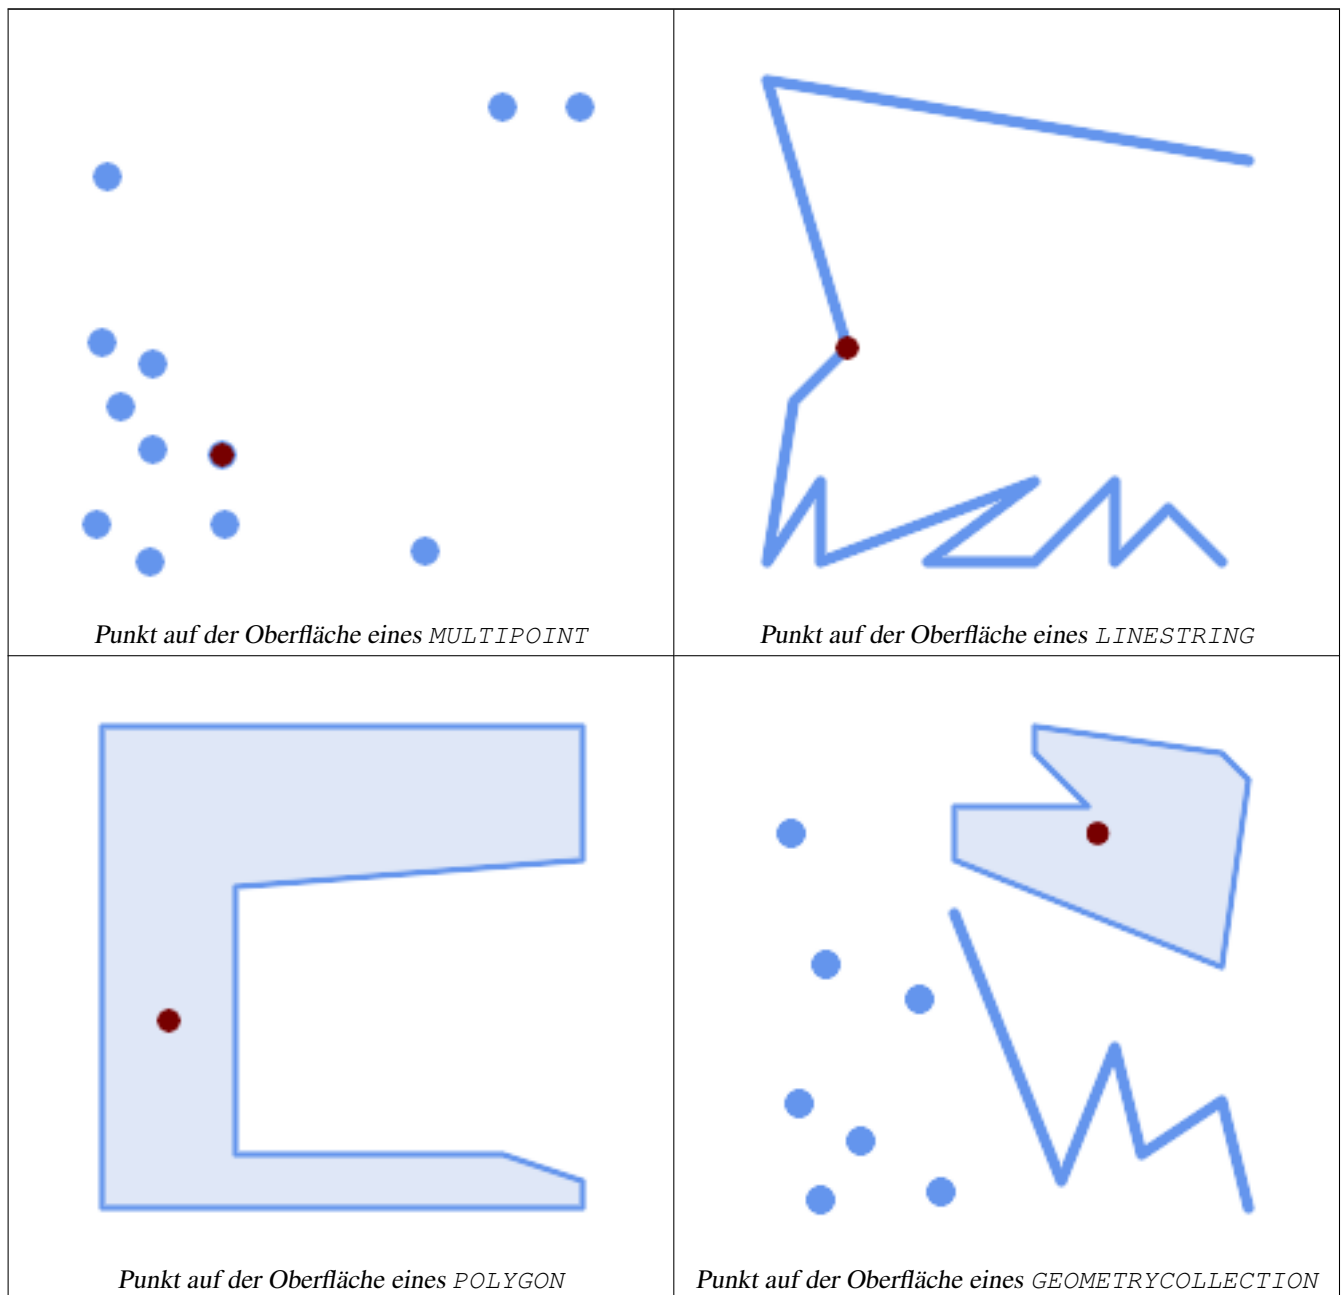 Punkt auf der Oberfläche eines MULTIPOINT
Punkt auf der Oberfläche eines LINESTRING
Punkt auf der Oberfläche eines POLYGON
Punkt auf der Oberfläche eines GEOMETRYCOLLECTION